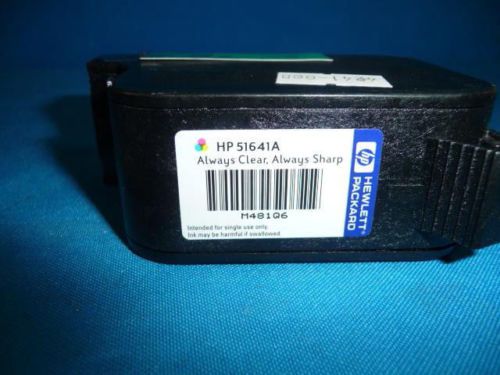 HP 51641A
Always Clear, Always Sharp
M481Q6
Intended for single use only.
Ink may be harmful if swallowed.
hp HEWLETT
PACKARD